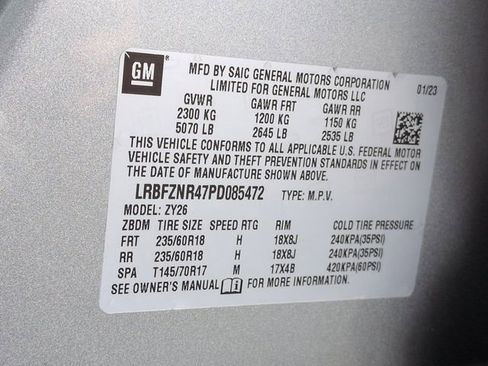 GM
MFD BY SAIC GENERAL MOTORS CORPORATION
LIMITED FOR GENERAL MOTORS LLC
01/23
GVWR GAWR FRT GAWR RR
2300 KG 1200 KG 1150 KG
5070 LB 2645 LB 2535 LB
THIS VEHICLE CONFORMS TO ALL APPLICABLE U.S. FEDERAL MOTOR
VEHICLE SAFETY AND THEFT PREVENTION STANDARDS IN EFFECT ON
THE DATE OF MANUFACTURE SHOWN ABOVE.
LRBFZNR47PD085472 TYPE: M.P.V.
MODEL: ZY26
ZBDM TIRE SIZE SPEED RTG RIM COLD TIRE PRESSURE
FRT 235/60R18 H 18X8J 240KPA(35PSI)
RR 235/60R18 H 18X8J 240KPA(35PSI)
SPA T145/70R17 M 17X4B 420KPA(60PSI)
SEE OWNER'S MANUAL FOR MORE INFORMATION.